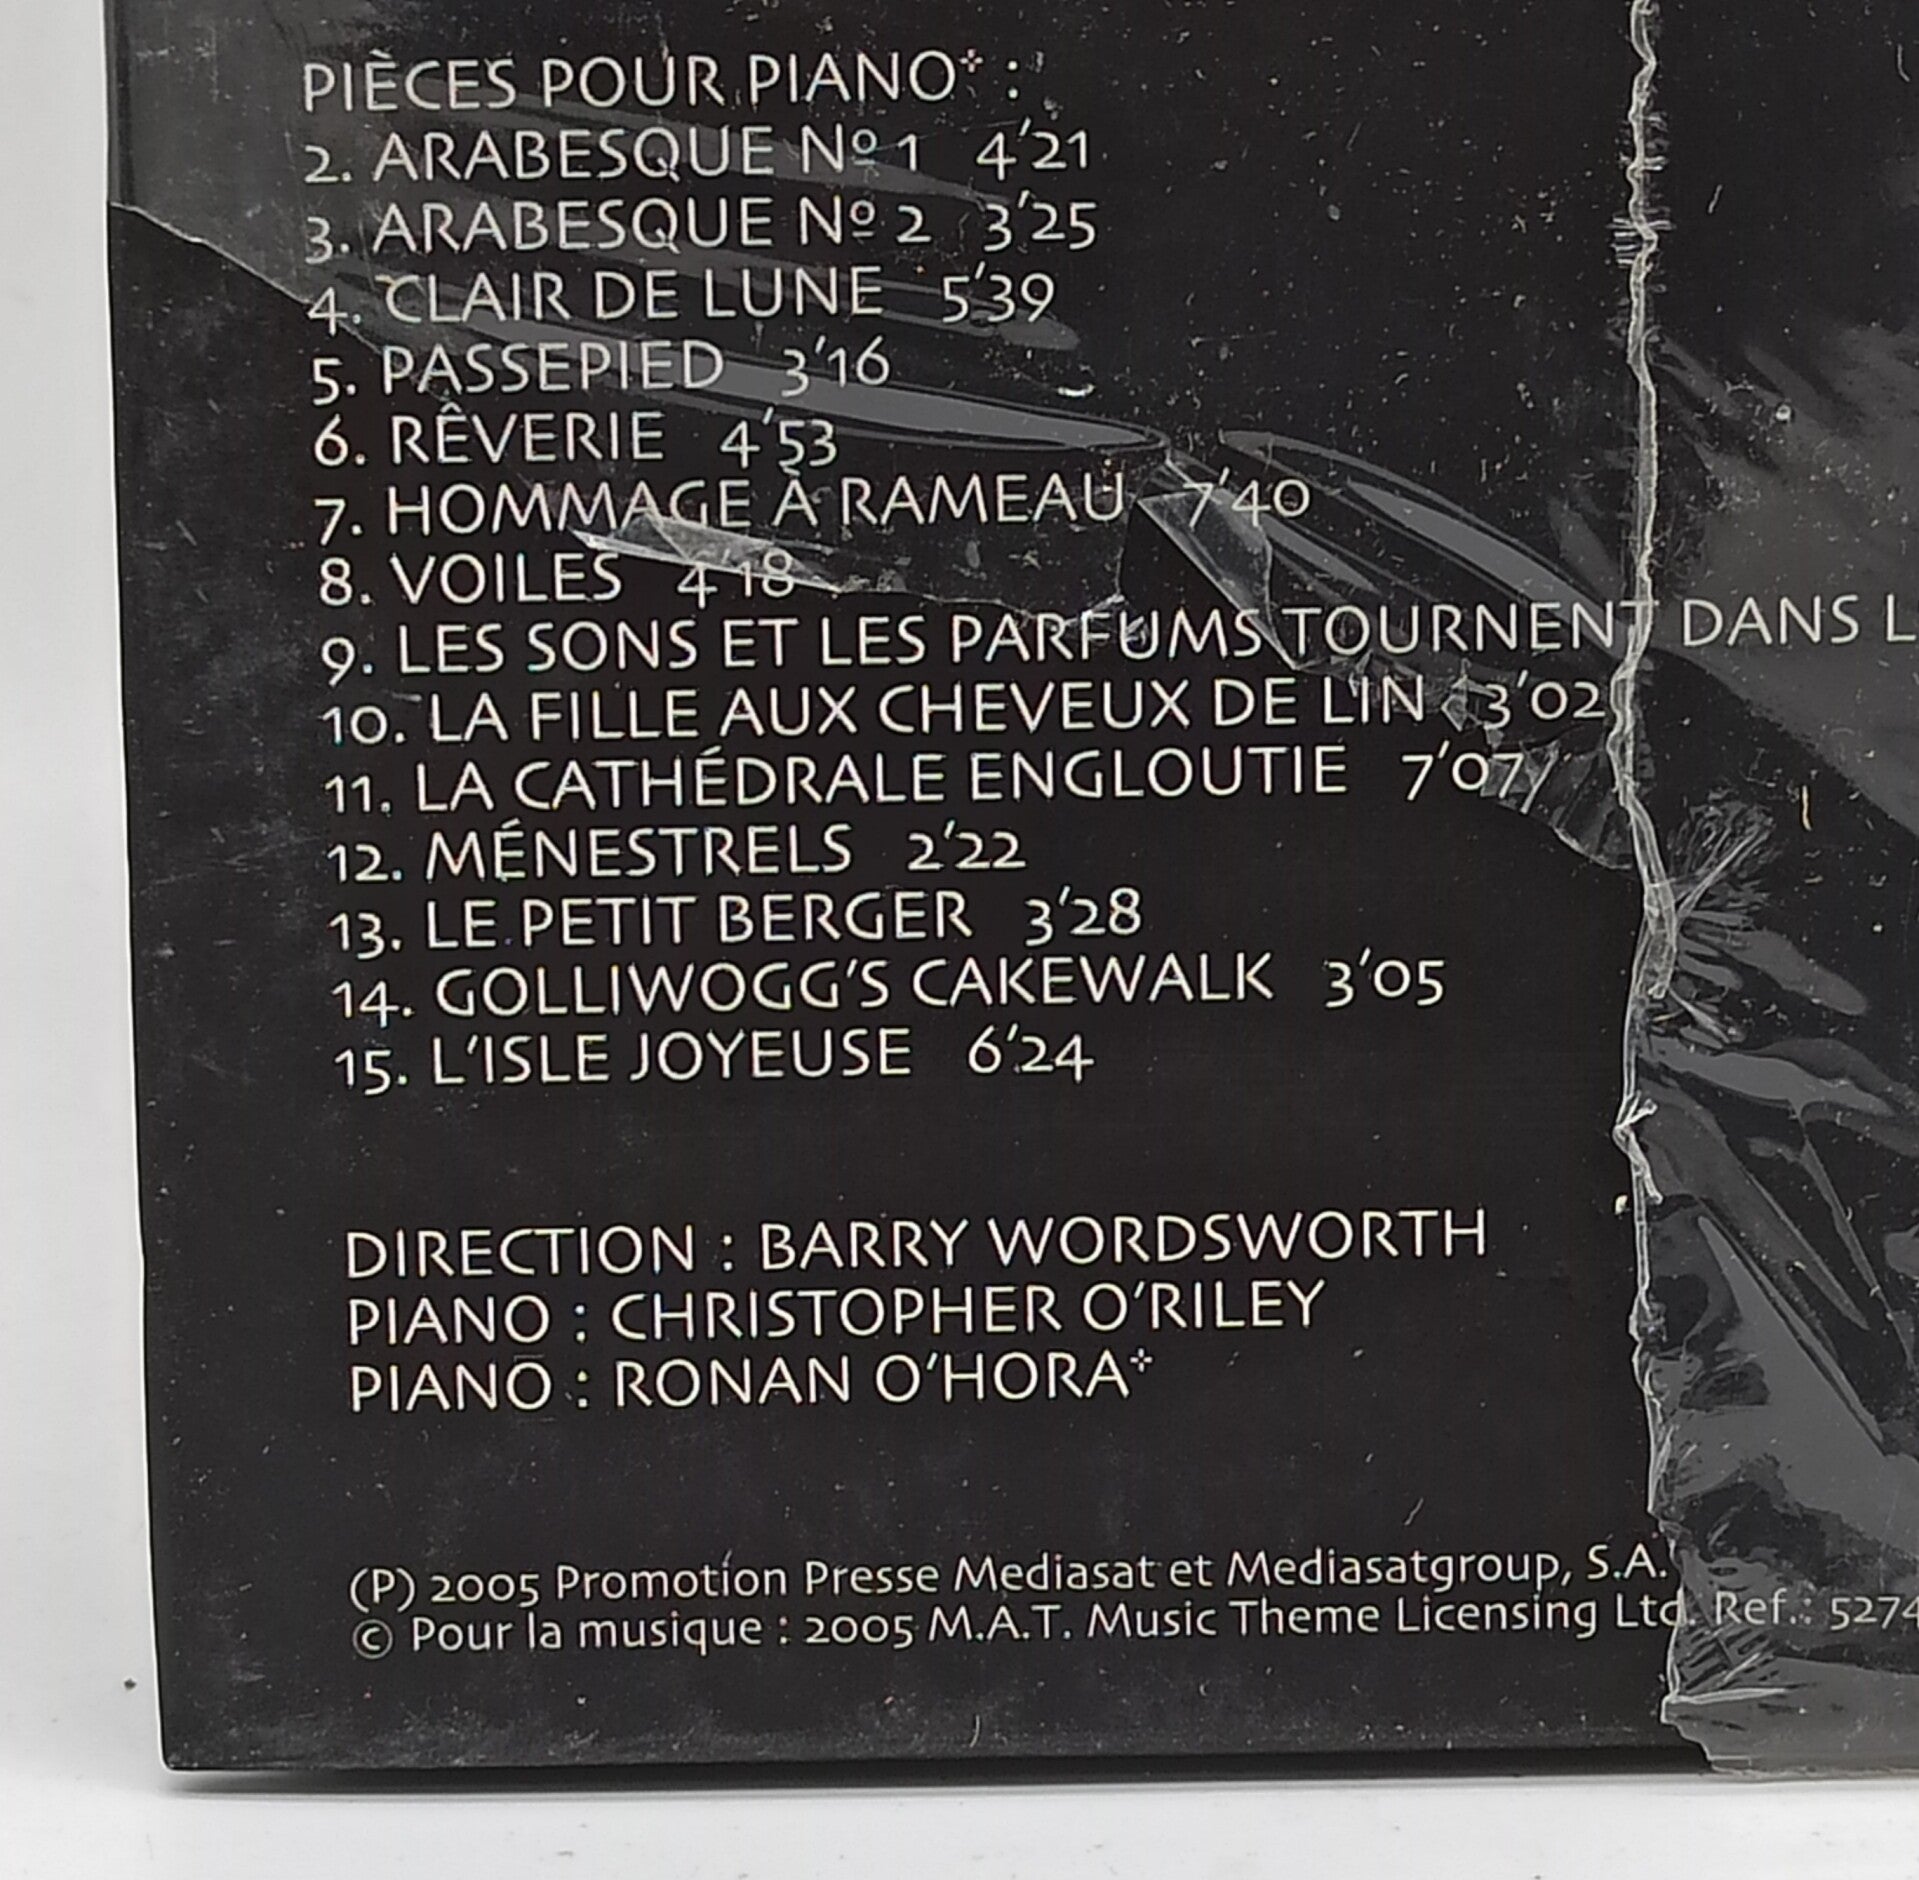 PIÈCES POUR PIANO✢ :
2. ARABESQUE Nº 1 4'21
3. ARABESQUE Nº 2 3'25
4. CLAIR DE LUNE 5'39
5. PASSEPIED 3'16
6. RÊVERIE 4'53
7. HOMMAGE À RAMEAU 7'40
8. VOILES 4'18
9. LES SONS ET LES PARFUMS TOURNENT DANS
10. LA FILLE AUX CHEVEUX DE LIN 3'02
11. LA CATHÉDRALE ENGLOUTIE 7'07
12. MÉNESTRELS 2'22
13. LE PETIT BERGER 3'28
14. GOLLIWOGG'S CAKEWALK 3'05
15. L'ISLE JOYEUSE 6'24
DIRECTION : BARRY WORDSWORTH
PIANO : CHRISTOPHER O'RILEY
PIANO : RONAN O'HORA✢
(P) 2005 Promotion Presse Mediasat et Mediasatgroup, S.A.
© Pour la musique : 2005 M.A.T. Music Theme Licensing Ltd. Ref.: 5274